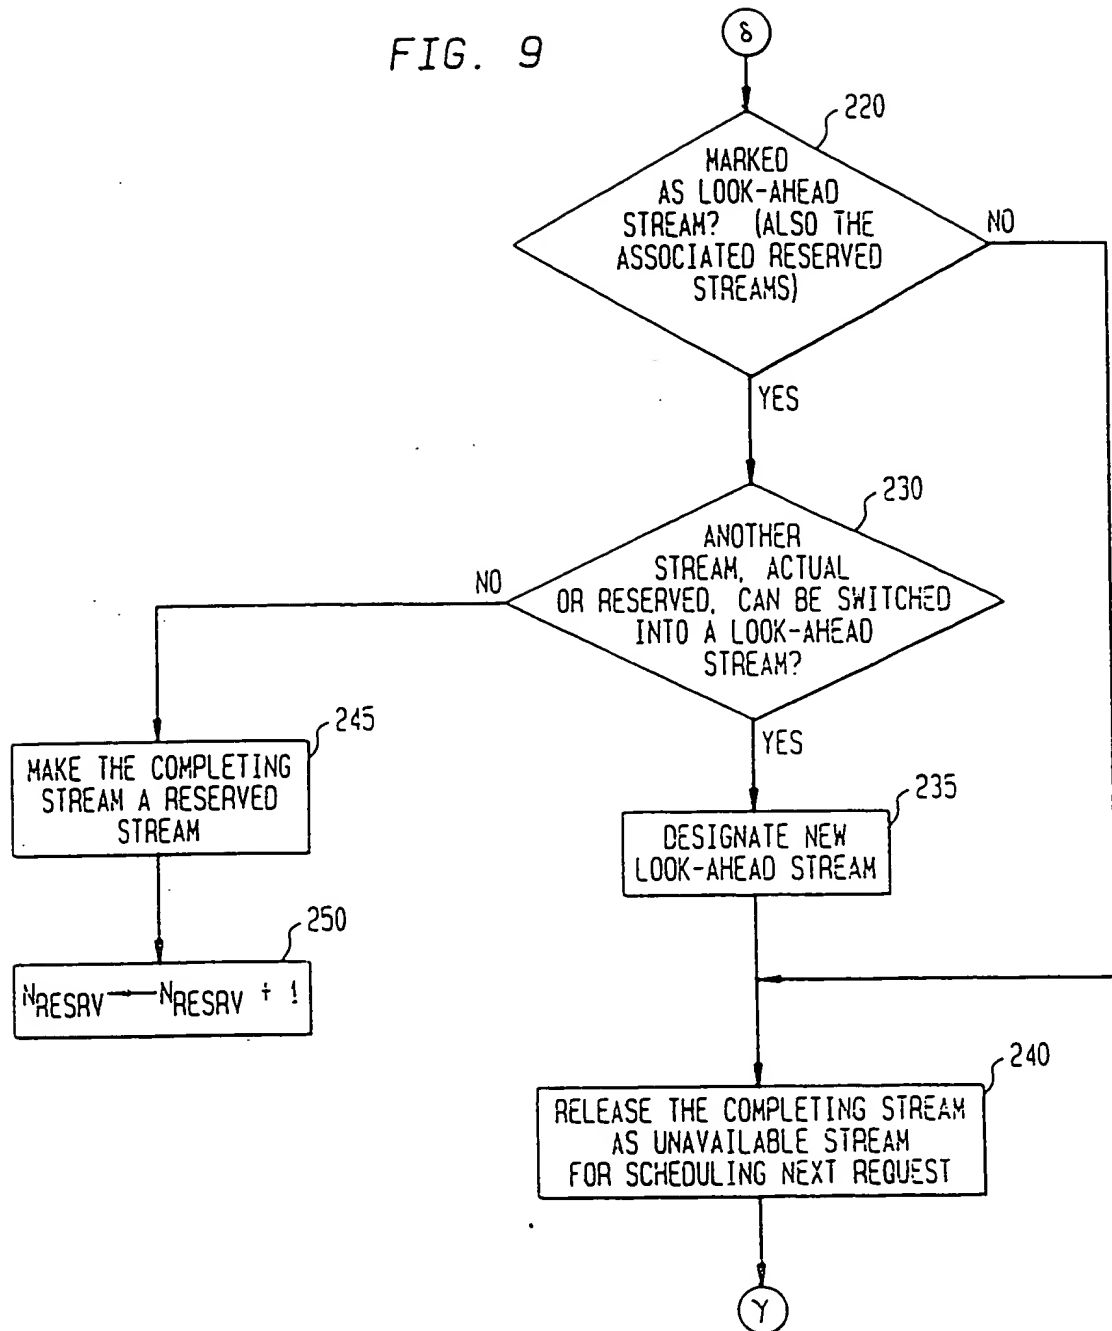 FIG. 9
δ
220
MARKED
AS LOOK-AHEAD
STREAM? (ALSO THE
ASSOCIATED RESERVED
STREAMS)
NO
YES
230
ANOTHER
STREAM, ACTUAL
OR RESERVED, CAN BE SWITCHED
INTO A LOOK-AHEAD
STREAM?
NO
YES
245
MAKE THE COMPLETING
STREAM A RESERVED
STREAM
235
DESIGNATE NEW
LOOK-AHEAD STREAM
250
NRESRV ← NRESRV + 1
240
RELEASE THE COMPLETING STREAM
AS UNAVAILABLE STREAM
FOR SCHEDULING NEXT REQUEST
γ